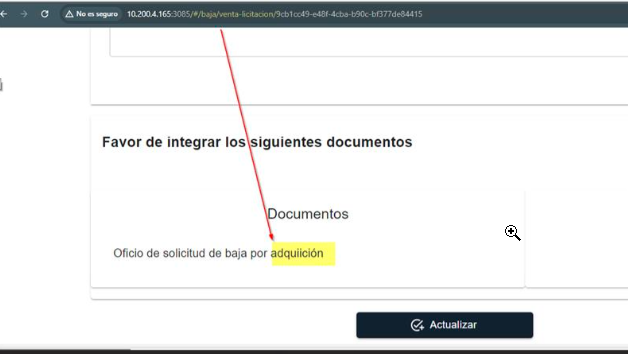 No es seguro 10.200.4.165:3085/#/baja/venta-licitacion/9cb1cc49-e48f-4cba-b90c-bf377de84415
Favor de integrar los siguientes documentos
Documentos
Oficio de solicitud de baja por adquiición
Actualizar